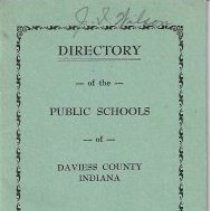 DIRECTORY
— of the —
PUBLIC SCHOOLS
— of —
DAVIESS COUNTY
INDIANA